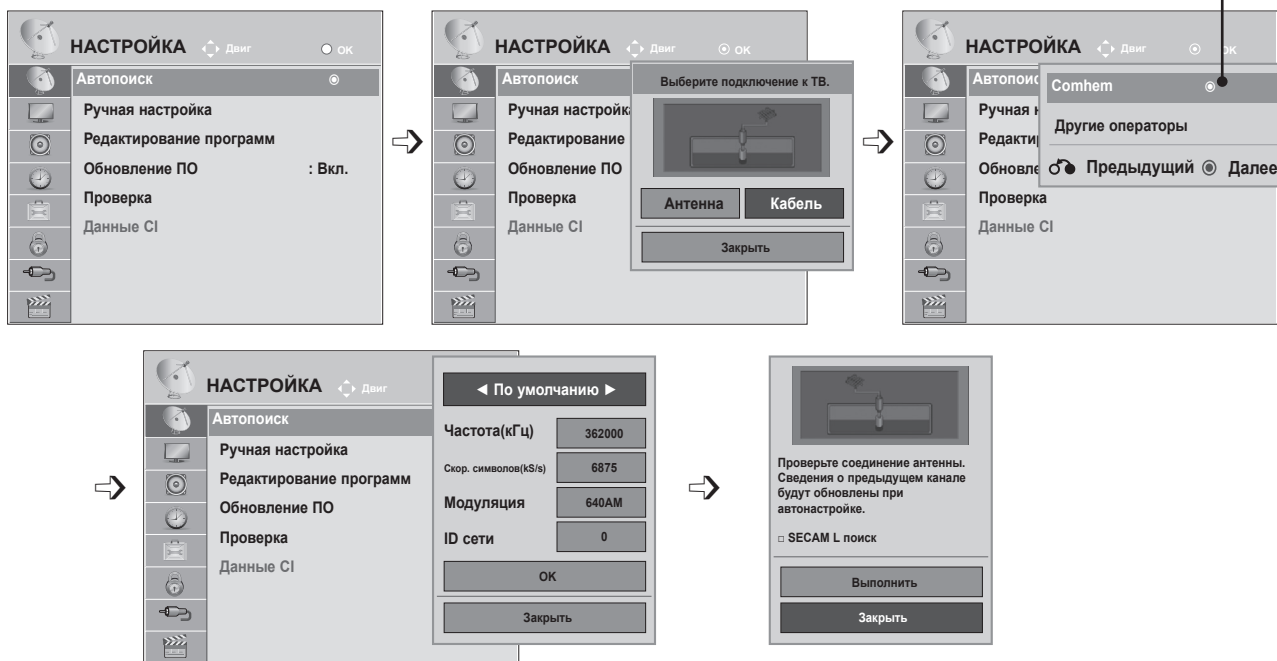 НАСТРОЙКА Двиг ОК
Автопоиск
Ручная настройка
Редактирование программ
Обновление ПО : Вкл.
Проверка
Данные CI
НАСТРОЙКА Двиг ОК
Автопоиск
Ручная настройк
Редактирование
Обновление ПО
Проверка
Данные CI
Выберите подключение к ТВ.
Антенна Кабель
Закрыть
НАСТРОЙКА Двиг ОК
Автопоис
Ручная н
Редакти
Обновле
Проверка
Данные CI
Comhem
Другие операторы
Предыдущий Далее
НАСТРОЙКА Двиг
Автопоиск
Ручная настройка
Редактирование программ
Обновление ПО
Проверка
Данные CI
◄ По умолчанию ►
Частота(кГц) 362000
Скор. символов(kS/s) 6875
Модуляция 640AM
ID сети 0
ОК
Закрыть
Проверьте соединение антенны.
Сведения о предыдущем канале
будут обновлены при
автонастройке.
□ SECAM L поиск
Выполнить
Закрыть